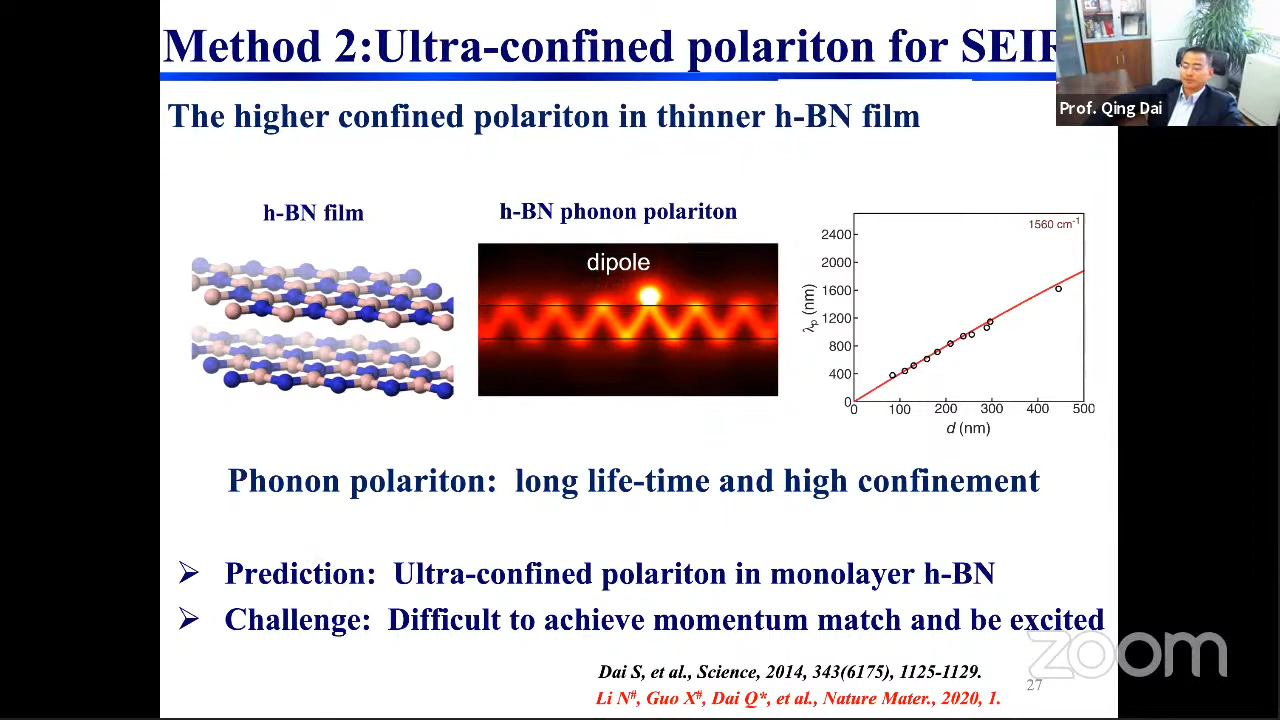 Method 2:Ultra-confined polariton for SEIR
Prof. Qing Dai
The higher confined polariton in thinner h-BN film
h-BN film
h-BN phonon polariton
dipole
1560 cm⁻¹
2400
2000
1600
1200
800
400
0
λp (nm)
0 100 200 300 400 500
d (nm)
Phonon polariton: long life-time and high confinement
➢ Prediction: Ultra-confined polariton in monolayer h-BN
➢ Challenge: Difficult to achieve momentum match and be excited
zoom
Dai S, et al., Science, 2014, 343(6175), 1125-1129.
27
Li N#, Guo X#, Dai Q*, et al., Nature Mater., 2020, 1.